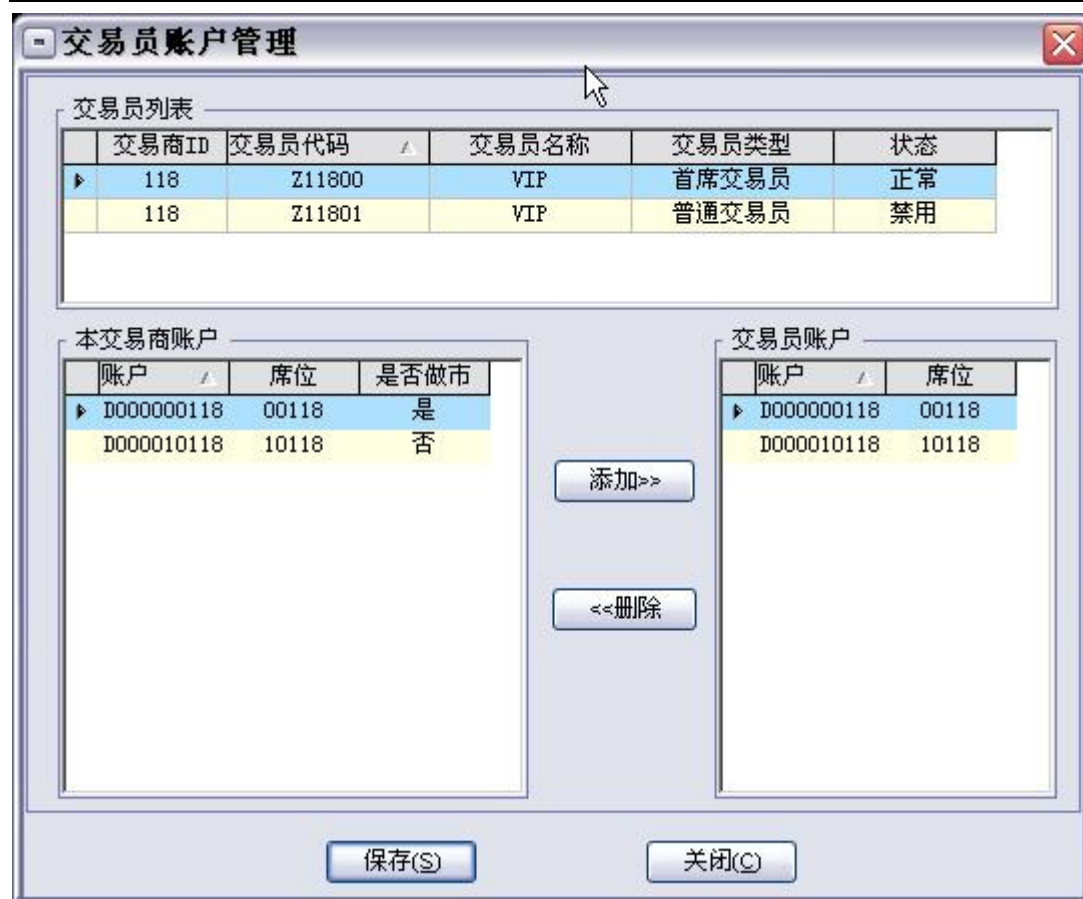 交易员账户管理
交易员列表
交易商ID 交易员代码 交易员名称 交易员类型 状态
118 Z11800 VIP 首席交易员 正常
118 Z11801 VIP 普通交易员 禁用
本交易商账户
账户 席位 是否做市
D000000118 00118 是
D000010118 10118 否
添加>>
<<删除
交易员账户
账户 席位
D000000118 00118
D000010118 10118
保存(S) 关闭(C)